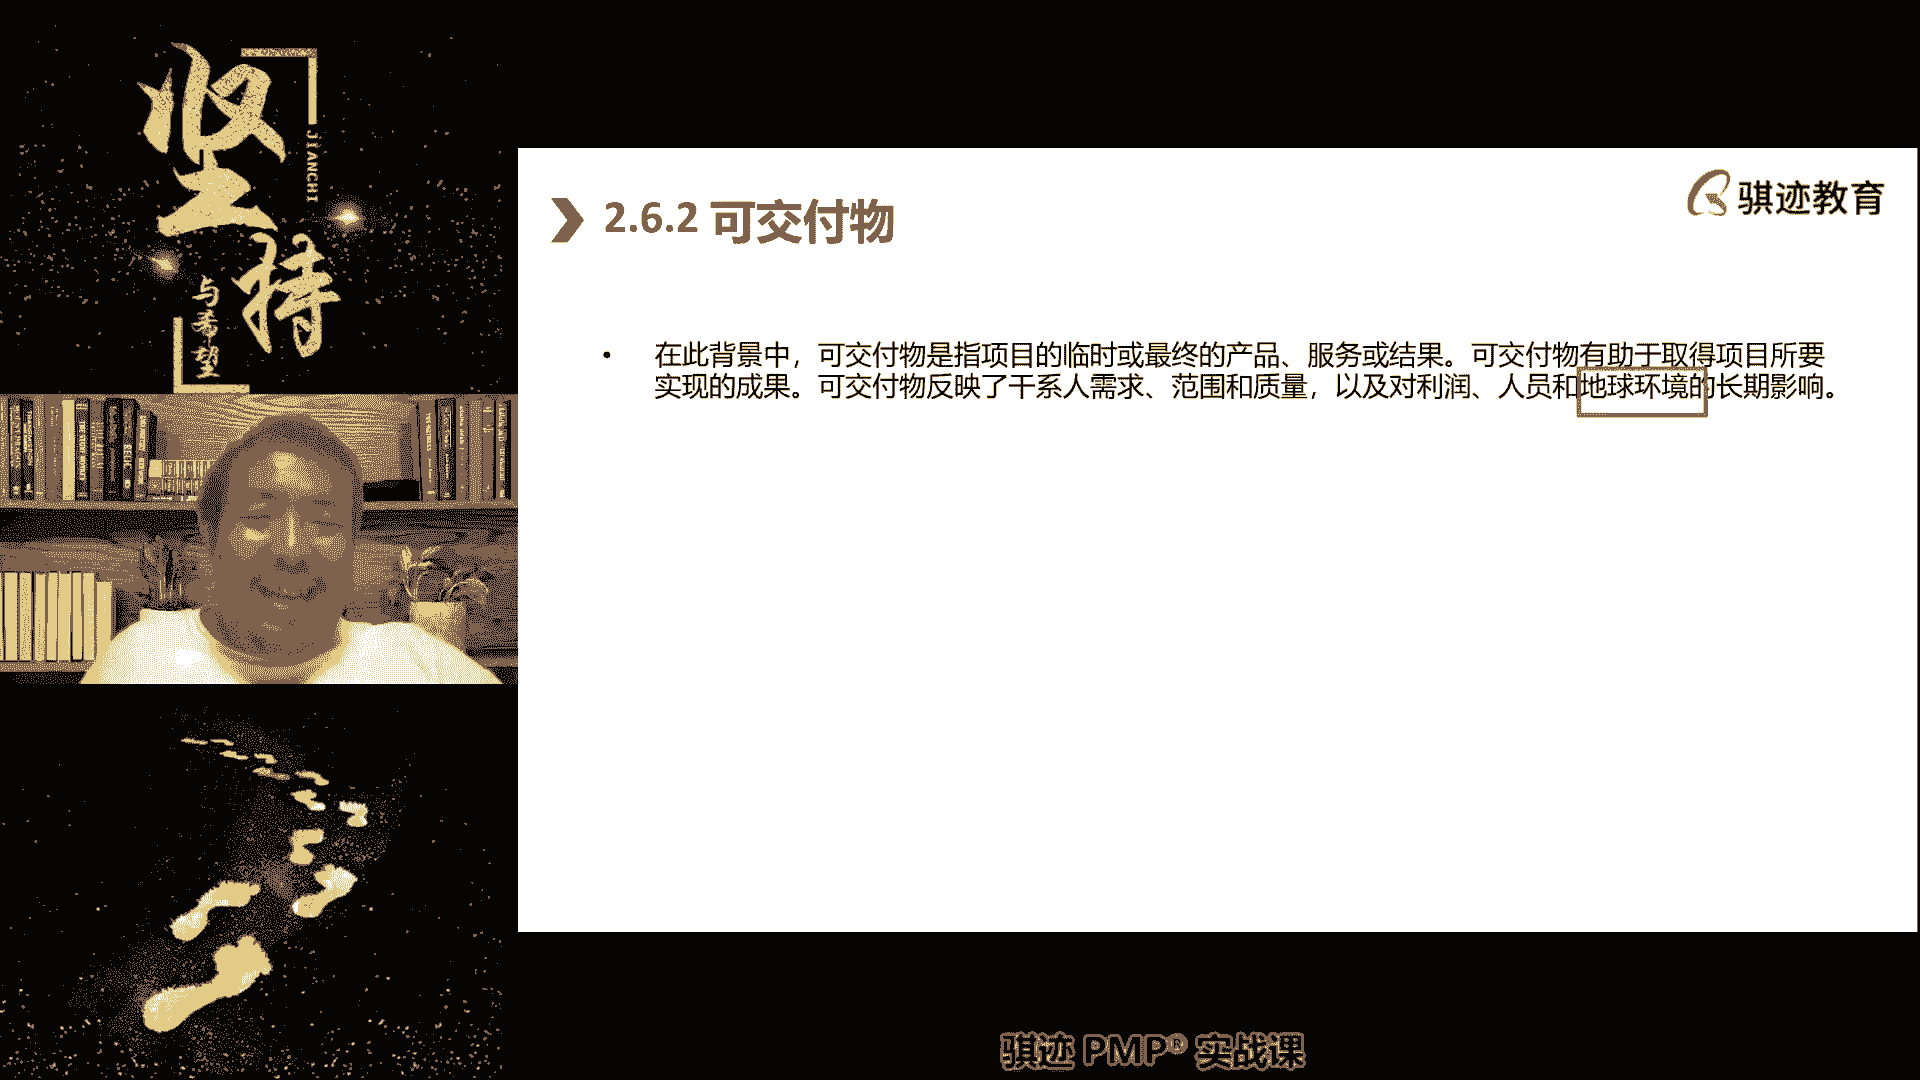 坚持
JIANCHI
与希望
骐迹教育
2.6.2 可交付物
• 在此背景中，可交付物是指项目的临时或最终的产品、服务或结果。可交付物有助于取得项目所要
实现的成果。可交付物反映了干系人需求、范围和质量，以及对利润、人员和地球环境的长期影响。
骐迹 PMP® 实战课